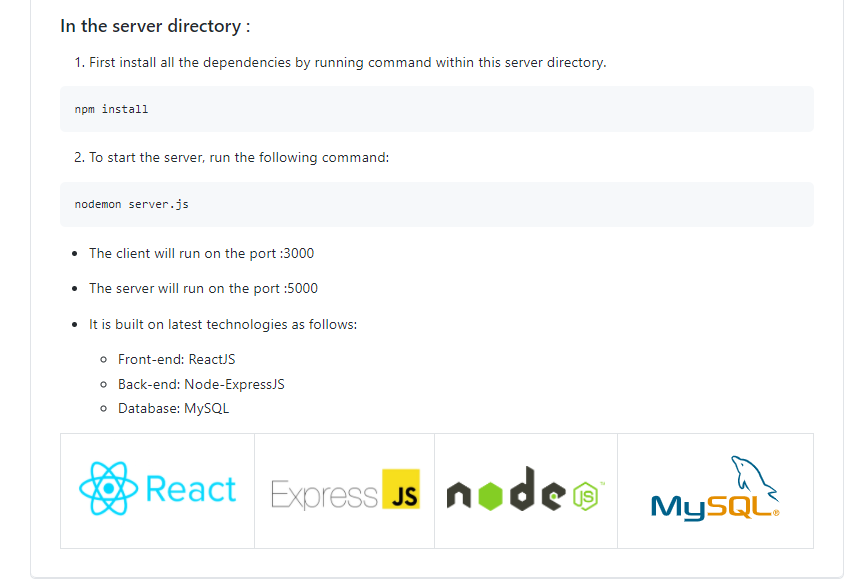 In the server directory :
1. First install all the dependencies by running command within this server directory.
npm install
2. To start the server, run the following command:
nodemon server.js
The client will run on the port :3000
The server will run on the port :5000
It is built on latest technologies as follows:
Front-end: ReactJS
Back-end: Node-ExpressJS
Database: MySQL
React Express JS node JS ™ MySQL®